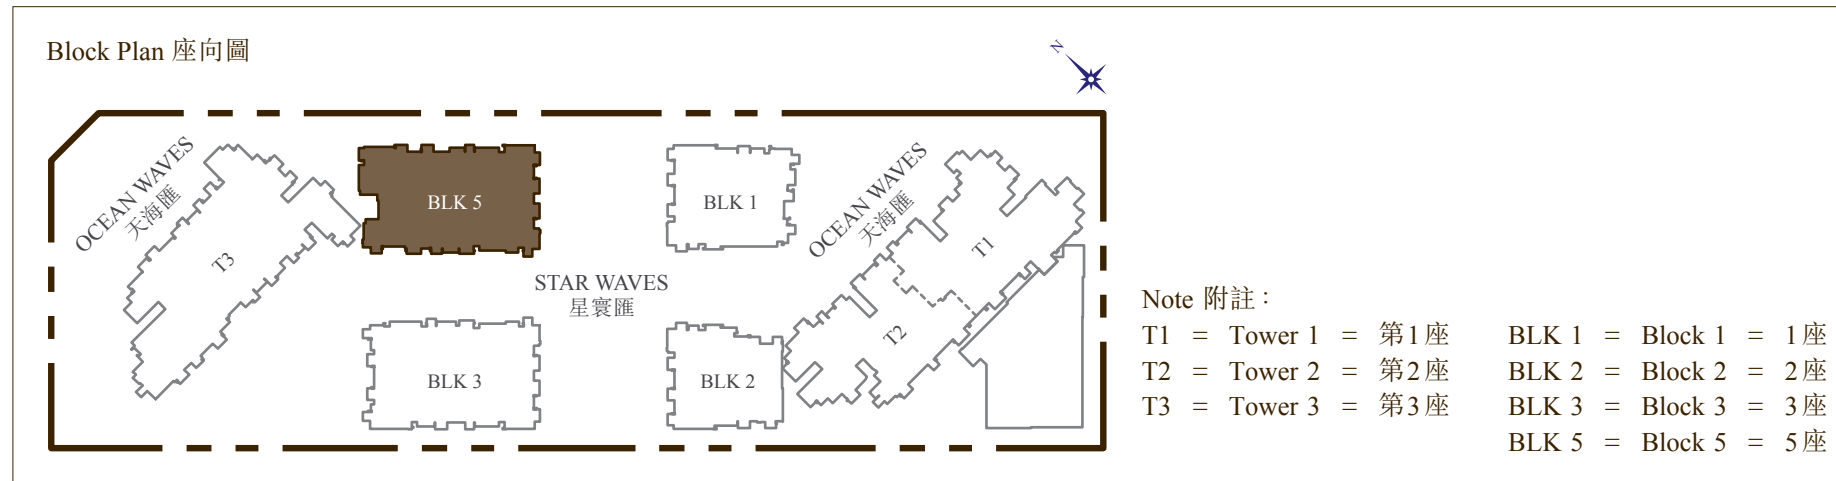 Block Plan 座向圖
N
OCEAN WAVES
天海匯
T3
BLK 5
BLK 1
OCEAN WAVES
天海匯
T1
STAR WAVES
星寰匯
T2
BLK 3
BLK 2
Note 附註：
T1 = Tower 1 = 第1座 BLK 1 = Block 1 = 1座
T2 = Tower 2 = 第2座 BLK 2 = Block 2 = 2座
T3 = Tower 3 = 第3座 BLK 3 = Block 3 = 3座
BLK 5 = Block 5 = 5座